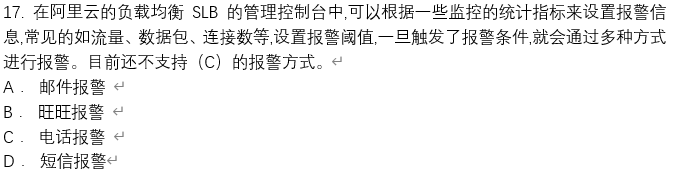 17. 在阿里云的负载均衡 SLB 的管理控制台中,可以根据一些监控的统计指标来设置报警信
息,常见的如流量、数据包、连接数等,设置报警阈值,一旦触发了报警条件,就会通过多种方式
进行报警。目前还不支持（C）的报警方式。
A． 邮件报警
B． 旺旺报警
C． 电话报警
D． 短信报警